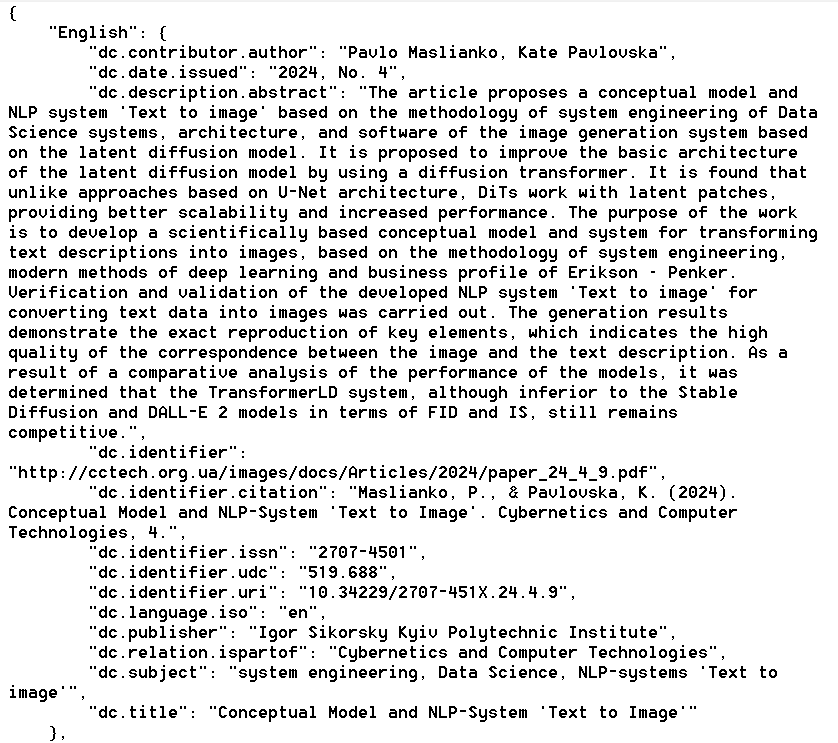 {
    "English": {
        "dc.contributor.author": "Pavlo Maslianko, Kate Pavlovska",
        "dc.date.issued": "2024, No. 4",
        "dc.description.abstract": "The article proposes a conceptual model and
NLP system 'Text to image' based on the methodology of system engineering of Data
Science systems, architecture, and software of the image generation system based
on the latent diffusion model. It is proposed to improve the basic architecture
of the latent diffusion model by using a diffusion transformer. It is found that
unlike approaches based on U-Net architecture, DiTs work with latent patches,
providing better scalability and increased performance. The purpose of the work
is to develop a scientifically based conceptual model and system for transforming
text descriptions into images, based on the methodology of system engineering,
modern methods of deep learning and business profile of Erikson - Penker.
Verification and validation of the developed NLP system 'Text to image' for
converting text data into images was carried out. The generation results
demonstrate the exact reproduction of key elements, which indicates the high
quality of the correspondence between the image and the text description. As a
result of a comparative analysis of the performance of the models, it was
determined that the TransformerLD system, although inferior to the Stable
Diffusion and DALL-E 2 models in terms of FID and IS, still remains
competitive.",
        "dc.identifier":
"http://cctech.org.ua/images/docs/Articles/2024/paper_24_4_9.pdf",
        "dc.identifier.citation": "Maslianko, P., & Pavlovska, K. (2024).
Conceptual Model and NLP-System 'Text to Image'. Cybernetics and Computer
Technologies, 4.",
        "dc.identifier.issn": "2707-4501",
        "dc.identifier.udc": "519.688",
        "dc.identifier.uri": "10.34229/2707-451X.24.4.9",
        "dc.language.iso": "en",
        "dc.publisher": "Igor Sikorsky Kyiv Polytechnic Institute",
        "dc.relation.ispartof": "Cybernetics and Computer Technologies",
        "dc.subject": "system engineering, Data Science, NLP-systems 'Text to
image'",
        "dc.title": "Conceptual Model and NLP-System 'Text to Image'"
    },